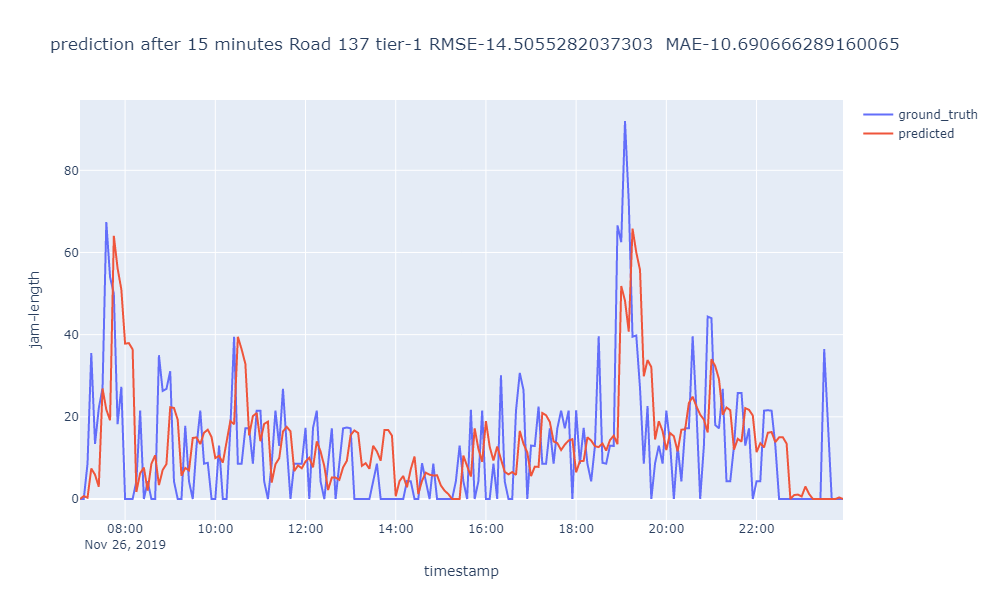 prediction after 15 minutes Road 137 tier-1 RMSE-14.5055282037303 MAE-10.690666289160065
ground_truth
predicted
80
60
40
20
0
jam-length
08:00 10:00 12:00 14:00 16:00 18:00 20:00 22:00
Nov 26, 2019
timestamp